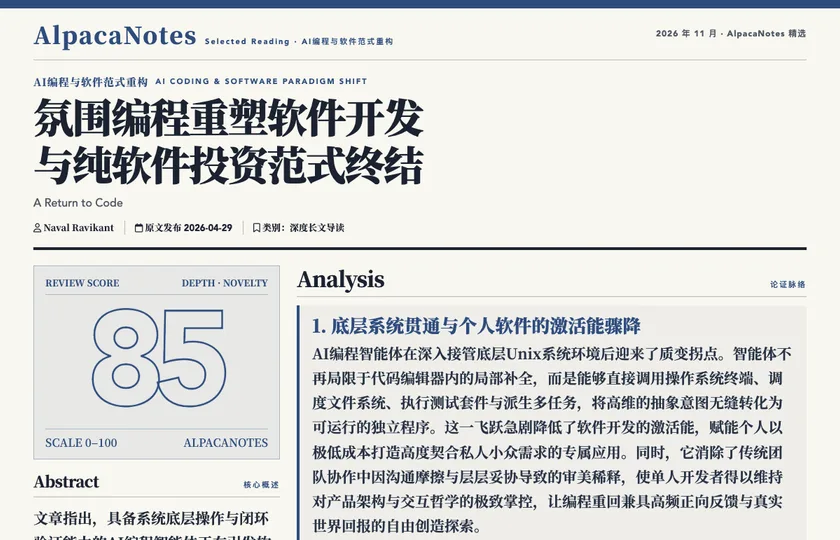 AlpacaNotes Selected Reading · AI编程与软件范式重构
2026 年 11 月 · AlpacaNotes 精选
AI编程与软件范式重构 AI CODING & SOFTWARE PARADIGM SHIFT
氛围编程重塑软件开发
与纯软件投资范式终结
A Return to Code
Naval Ravikant 原文发布 2026-04-29 类别：深度长文导读
REVIEW SCORE DEPTH · NOVELTY
85
SCALE 0–100 ALPACANOTES
Abstract 核心概述
文章指出，具备系统底层操作与闭环
验证能力的AI编程智能体正在引发软
Analysis 论证脉络
1. 底层系统贯通与个人软件的激活能骤降
AI编程智能体在深入接管底层Unix系统环境后迎来了质变拐点。智能体不
再局限于代码编辑器内的局部补全，而是能够直接调用操作系统终端、调
度文件系统、执行测试套件与派生多任务，将高维的抽象意图无缝转化为
可运行的独立程序。这一飞跃急剧降低了软件开发的激活能，赋能个人以
极低成本打造高度契合私人小众需求的专属应用。同时，它消除了传统团
队协作中因沟通摩擦与层层妥协导致的审美稀释，使单人开发者得以维持
对产品架构与交互哲学的极致掌控，让编程重回兼具高频正向反馈与真实
世界回报的自由创造探索。